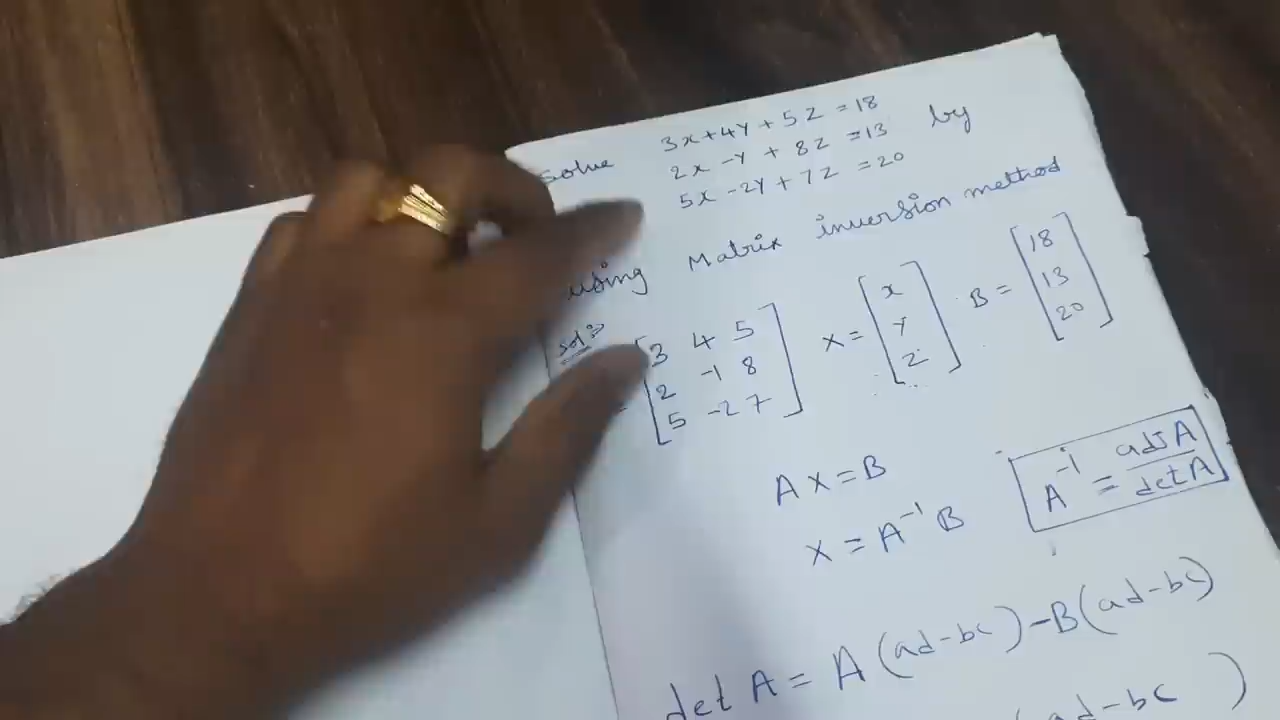 solve 3x+4y+5z=18
2x-y+8z=13 by
5x-2y+7z=20
using Matrix inversion method
sol:>
3 4 5
2 -1 8
5 -2 7
X = [x y z]
B = [18 13 20]
AX=B
X=A⁻¹B
A⁻¹ = adjA / detA
det A = A(ad-bc)-B(ad-bc)
(ad-bc )